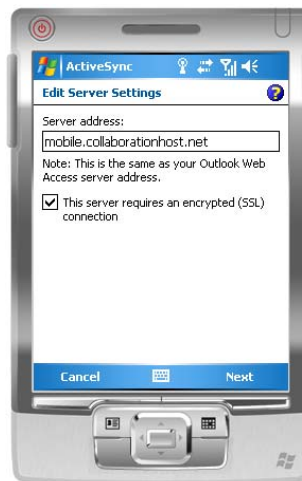 ActiveSync
Edit Server Settings
?
Server address:
mobile.collaborationhost.net
Note: This is the same as your Outlook Web
Access server address.
This server requires an encrypted (SSL)
connection
Cancel Next